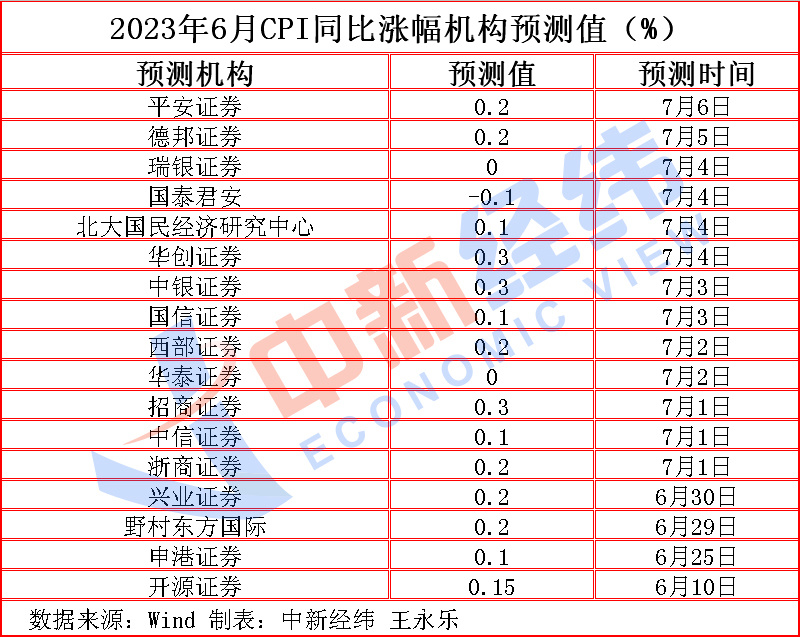 2023年6月CPI同比涨幅机构预测值（%）
预测机构 预测值 预测时间
平安证券 0.2 7月6日
德邦证券 0.2 7月5日
瑞银证券 0 7月4日
国泰君安 -0.1 7月4日
北大国民经济研究中心 0.1 7月4日
华创证券 0.3 7月4日
中银证券 0.3 7月3日
国信证券 0.1 7月3日
西部证券 0.2 7月2日
华泰证券 0 7月2日
招商证券 0.3 7月1日
中信证券 0.1 7月1日
浙商证券 0.2 7月1日
兴业证券 0.2 6月30日
野村东方国际 0.2 6月29日
申港证券 0.1 6月25日
开源证券 0.15 6月10日
数据来源：Wind 制表：中新经纬 王永乐
中新经纬
ECONOMIC VIEW